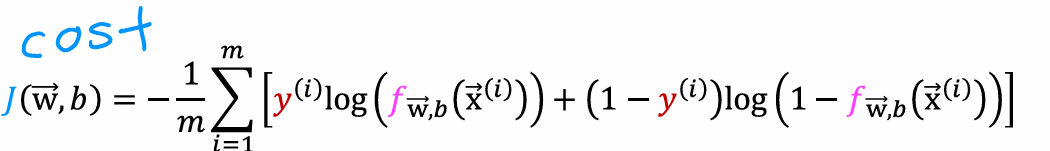 cost
J(w⃗,b) = −1/m ∑_{i=1}^{m} [y⁽ⁱ⁾log(f_{w⃗,b}(x⃗⁽ⁱ⁾)) + (1 − y⁽ⁱ⁾)log(1 − f_{w⃗,b}(x⃗⁽ⁱ⁾))]